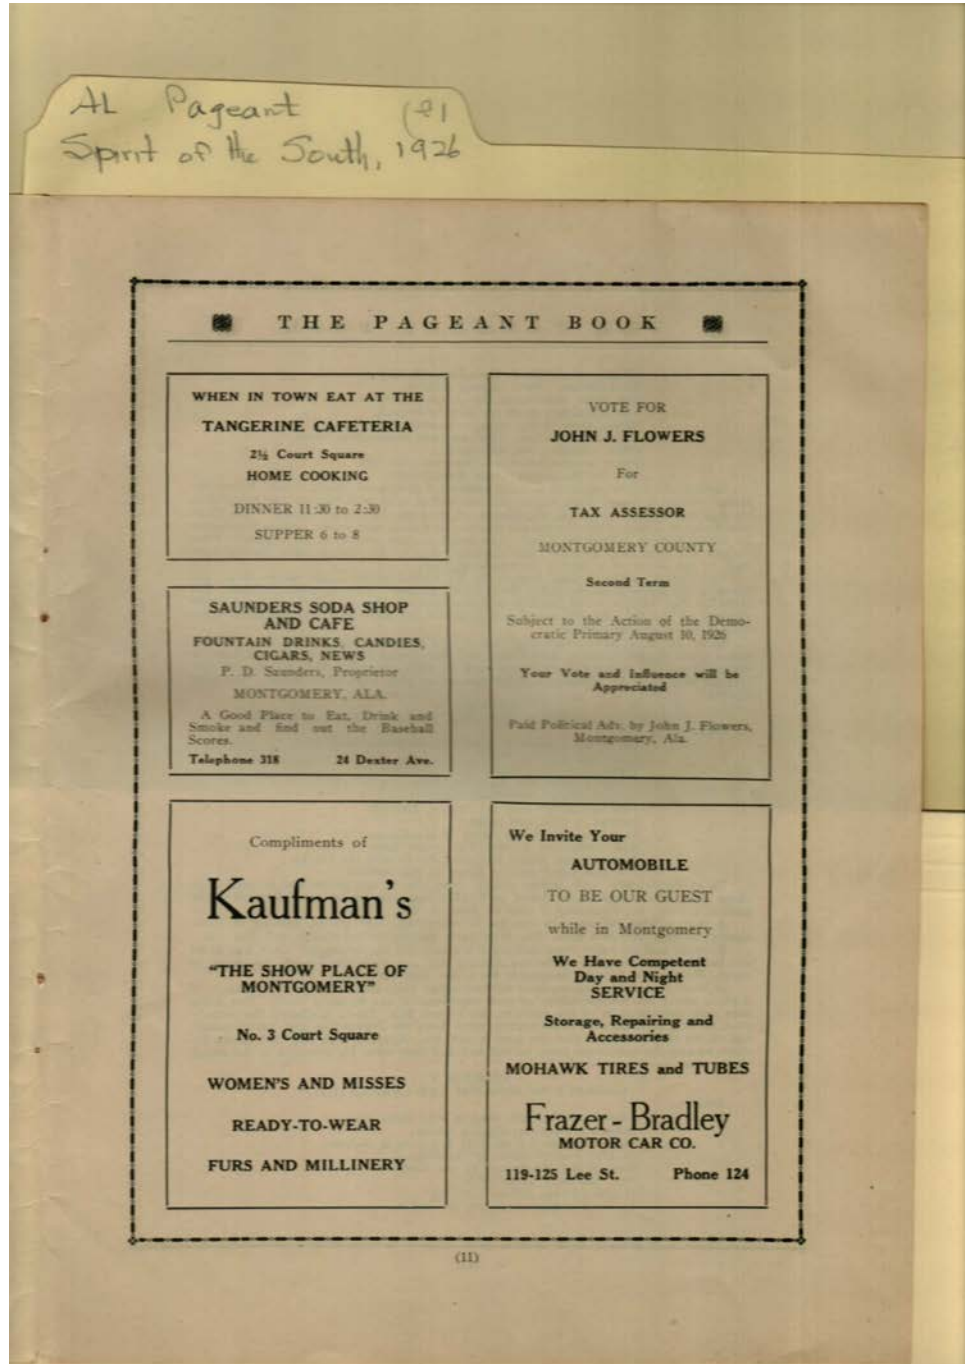 AL Pageant
Spirit of the South, 1926
THE PAGEANT BOOK
WHEN IN TOWN EAT AT THE
TANGERINE CAFETERIA
2½ Court Square
HOME COOKING
DINNER 11:30 to 2:30
SUPPER 6 to 8
SAUNDERS SODA SHOP
AND CAFE
FOUNTAIN DRINKS, CANDIES,
CIGARS, NEWS
P. D. Saunders, Proprietor
MONTGOMERY, ALA.
A Good Place to Eat, Drink and
Smoke and find out the Baseball
Scores.
Telephone 318 24 Dexter Ave.
Compliments of
Kaufman's
"THE SHOW PLACE OF
MONTGOMERY"
No. 3 Court Square
WOMEN'S AND MISSES
READY-TO-WEAR
FURS AND MILLINERY
VOTE FOR
JOHN J. FLOWERS
For
TAX ASSESSOR
MONTGOMERY COUNTY
Second Term
Subject to the Action of the Demo-
cratic Primary August 10, 1926
Your Vote and Influence will be
Appreciated
Paid Political Adv. by John J. Flowers,
Montgomery, Ala.
We Invite Your
AUTOMOBILE
TO BE OUR GUEST
while in Montgomery
We Have Competent
Day and Night
SERVICE
Storage, Repairing and
Accessories
MOHAWK TIRES and TUBES
Frazer-Bradley
MOTOR CAR CO.
119-125 Lee St. Phone 124
(11)